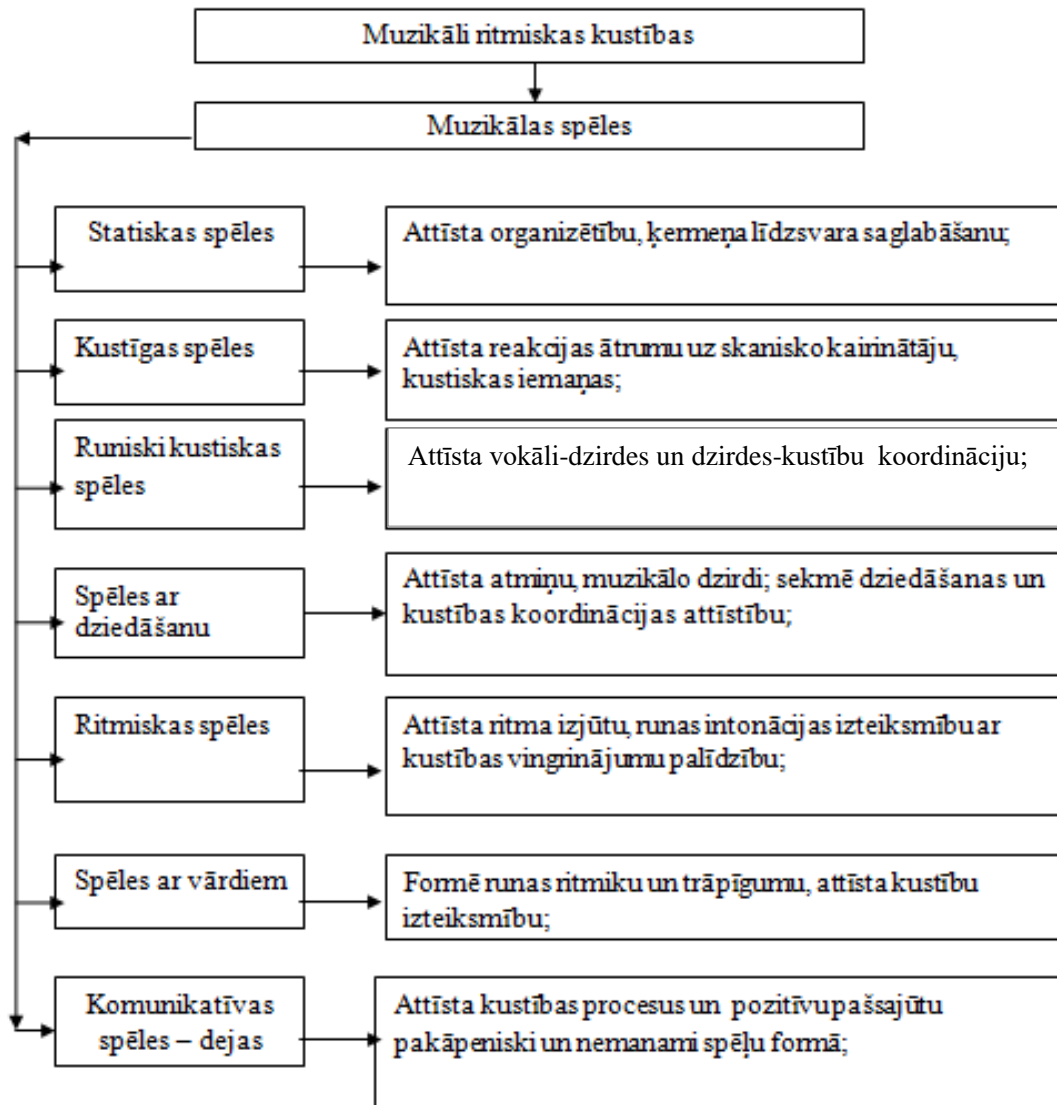 Muzikāli ritmiskas kustības
Muzikālas spēles
Statiskas spēles
Attīsta organizētību, ķermeņa līdzsvara saglabāšanu;
Kustīgas spēles
Attīsta reakcijas ātrumu uz skanisko kairinātāju,
kustiskas iemaņas;
Runiski kustiskas
spēles
Attīsta vokāli-dzirdes un dzirdes-kustību koordināciju;
Spēles ar
dziedāšanu
Attīsta atmiņu, muzikālo dzirdi; sekmē dziedāšanas un
kustības koordinācijas attīstību;
Ritmiskas spēles
Attīsta ritma izjūtu, runas intonācijas izteiksmību ar
kustības vingrinājumu palīdzību;
Spēles ar vārdiem
Formē runas ritmiku un trāpīgumu, attīsta kustību
izteiksmību;
Komunikatīvas
spēles – dejas
Attīsta kustības procesus un pozitīvu pašsajūtu
pakāpeniski un nemanami spēļu formā;